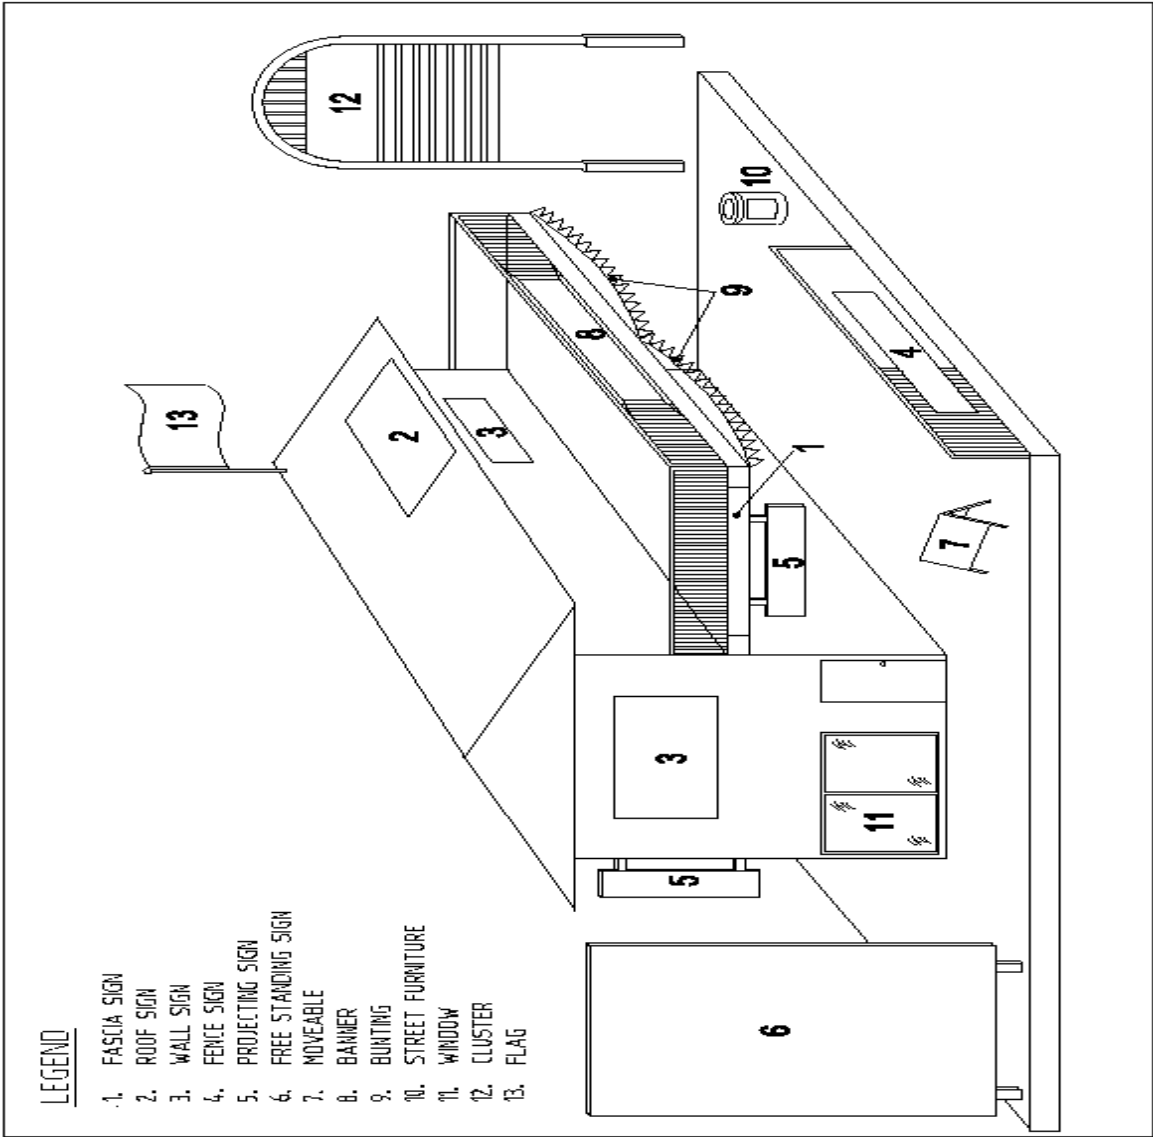 LEGEND
1. FASCIA SIGN
2. ROOF SIGN
3. WALL SIGN
4. FENCE SIGN
5. PROJECTING SIGN
6. FREE STANDING SIGN
7. MOVEABLE
8. BANNER
9. BUNTING
10. STREET FURNITURE
11. WINDOW
12. CLUSTER
13. FLAG
12
13
10
2
3
8
9
4
1
5
7
3
11
5
6